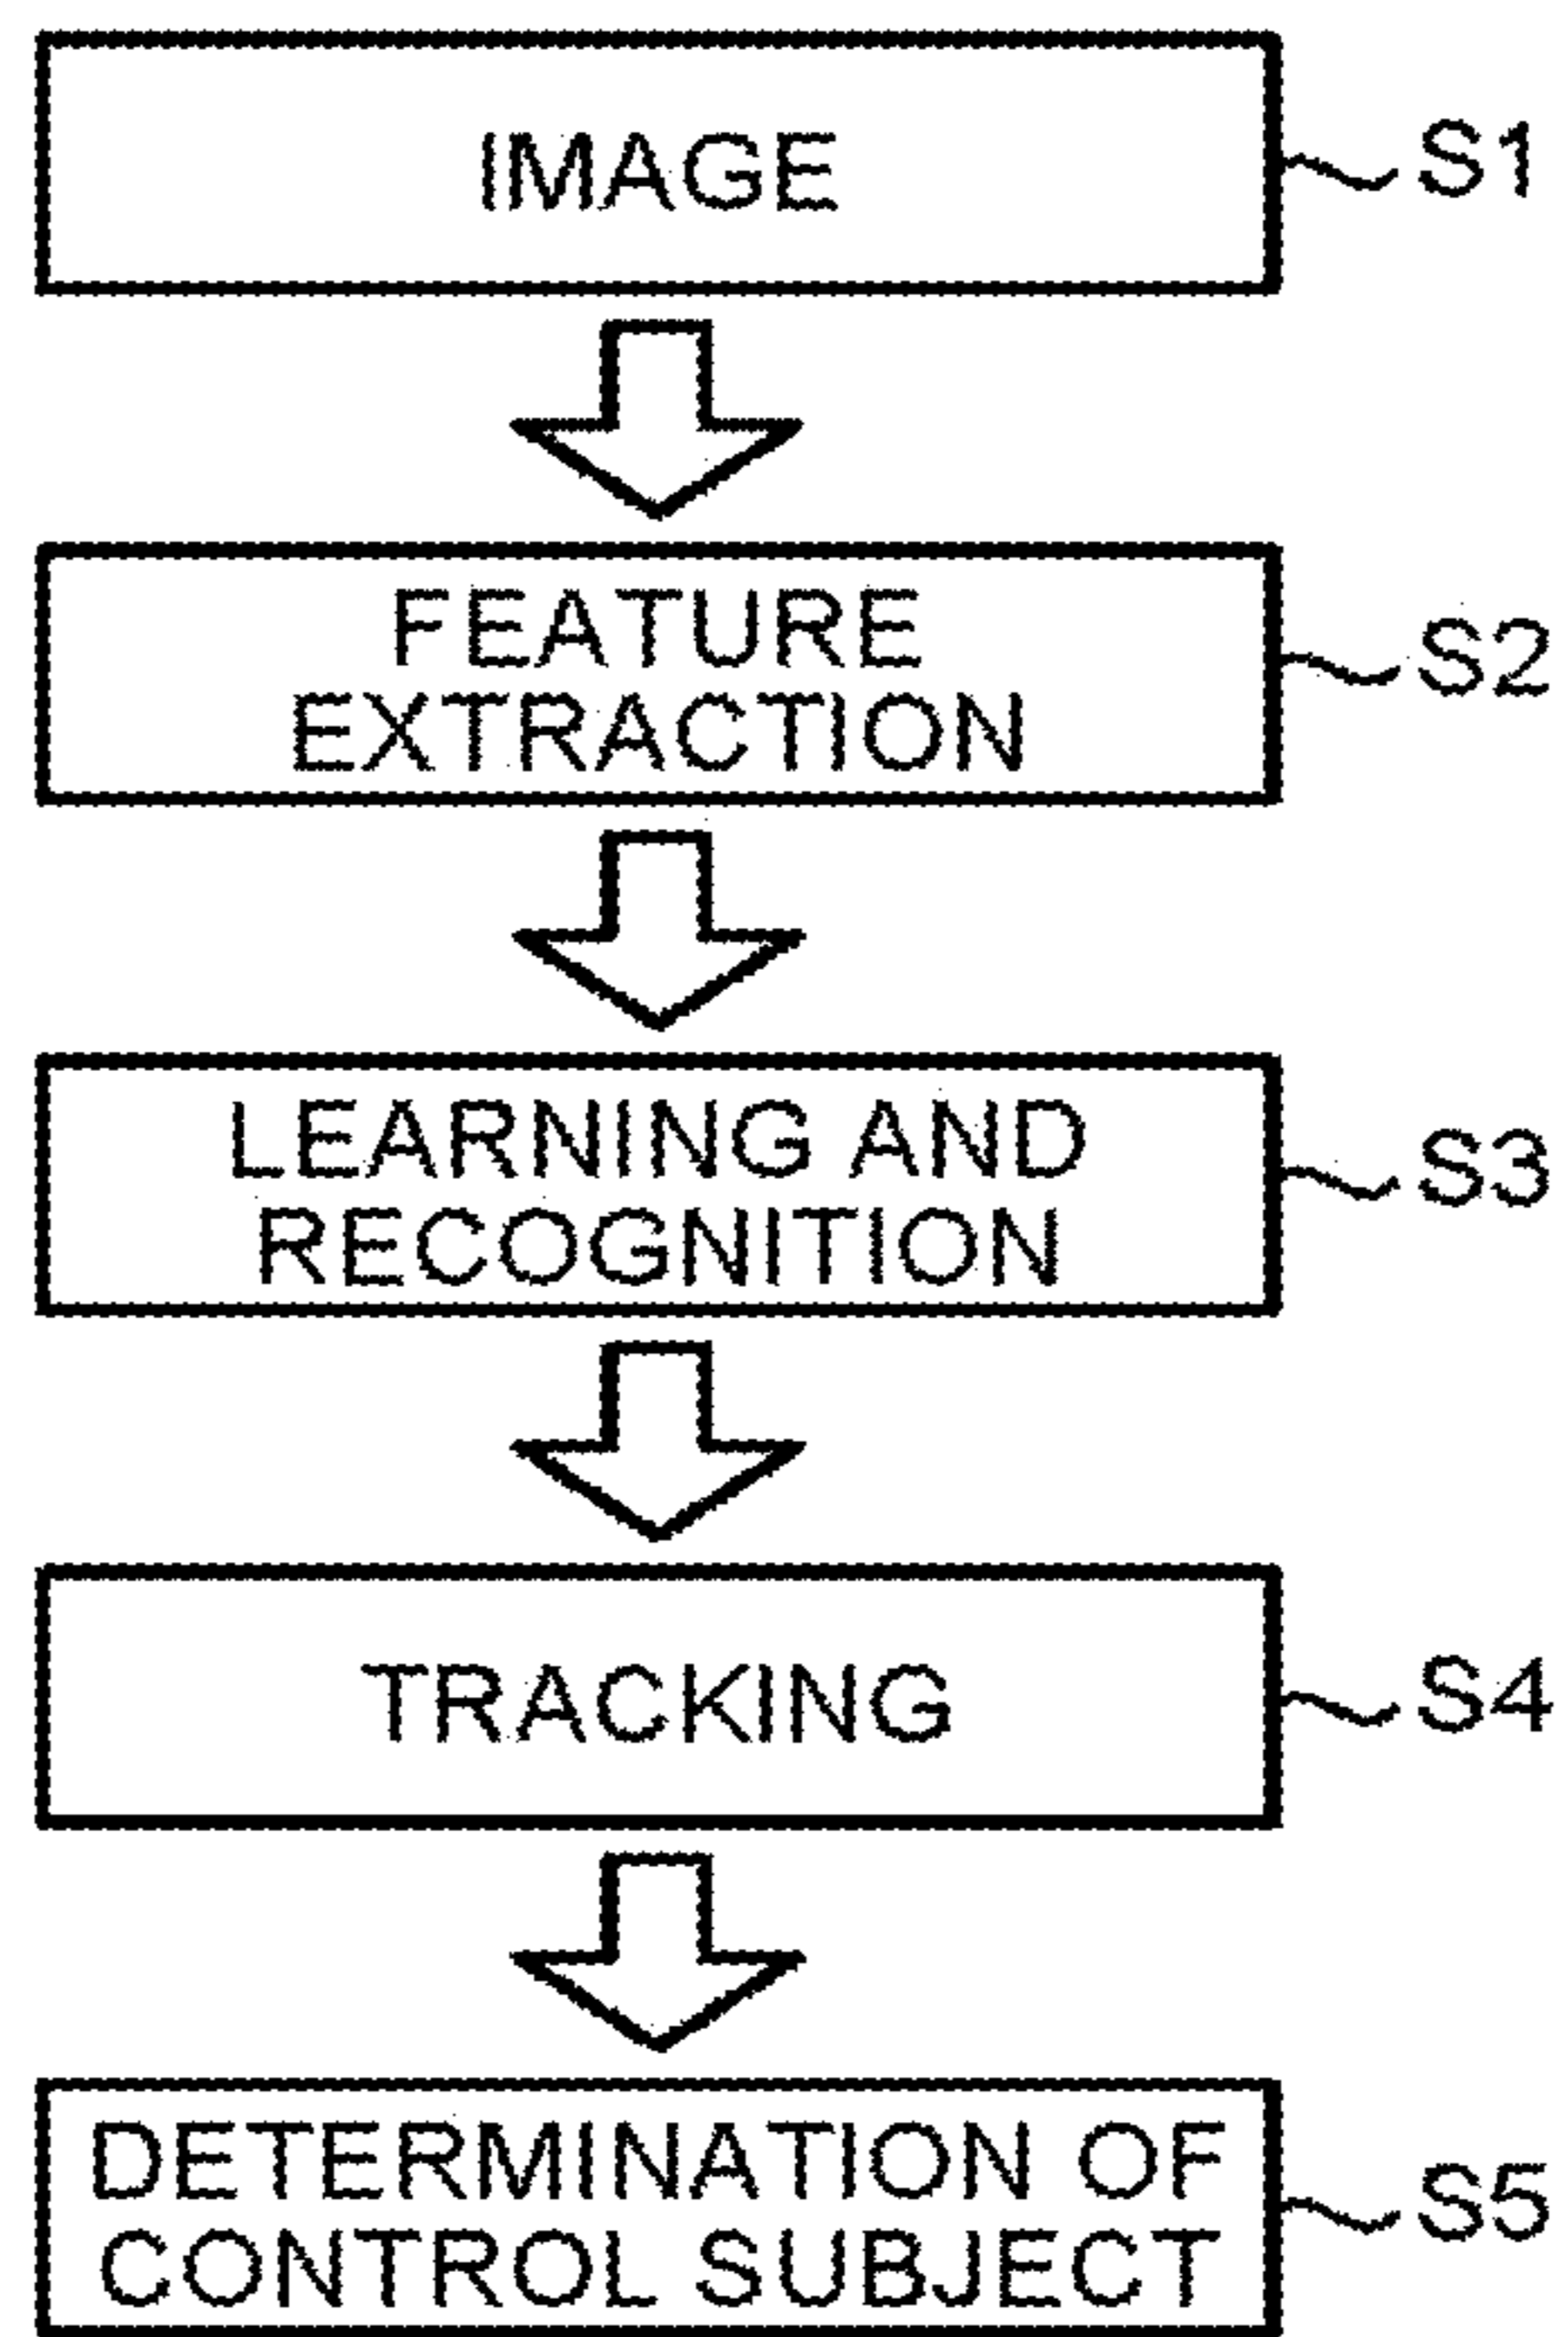 IMAGE
S1
FEATURE
EXTRACTION
S2
LEARNING AND
RECOGNITION
S3
TRACKING
S4
DETERMINATION OF
CONTROL SUBJECT
S5